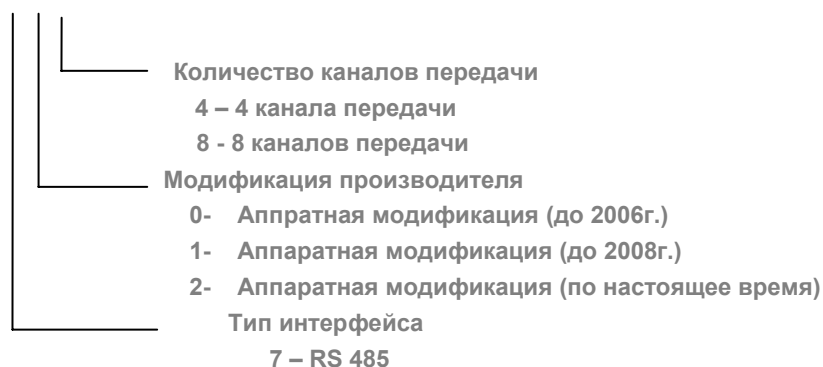 Количество каналов передачи
4 – 4 канала передачи
8 - 8 каналов передачи
Модификация производителя
0- Аппратная модификация (до 2006г.)
1- Аппаратная модификация (до 2008г.)
2- Аппаратная модификация (по настоящее время)
Тип интерфейса
7 – RS 485